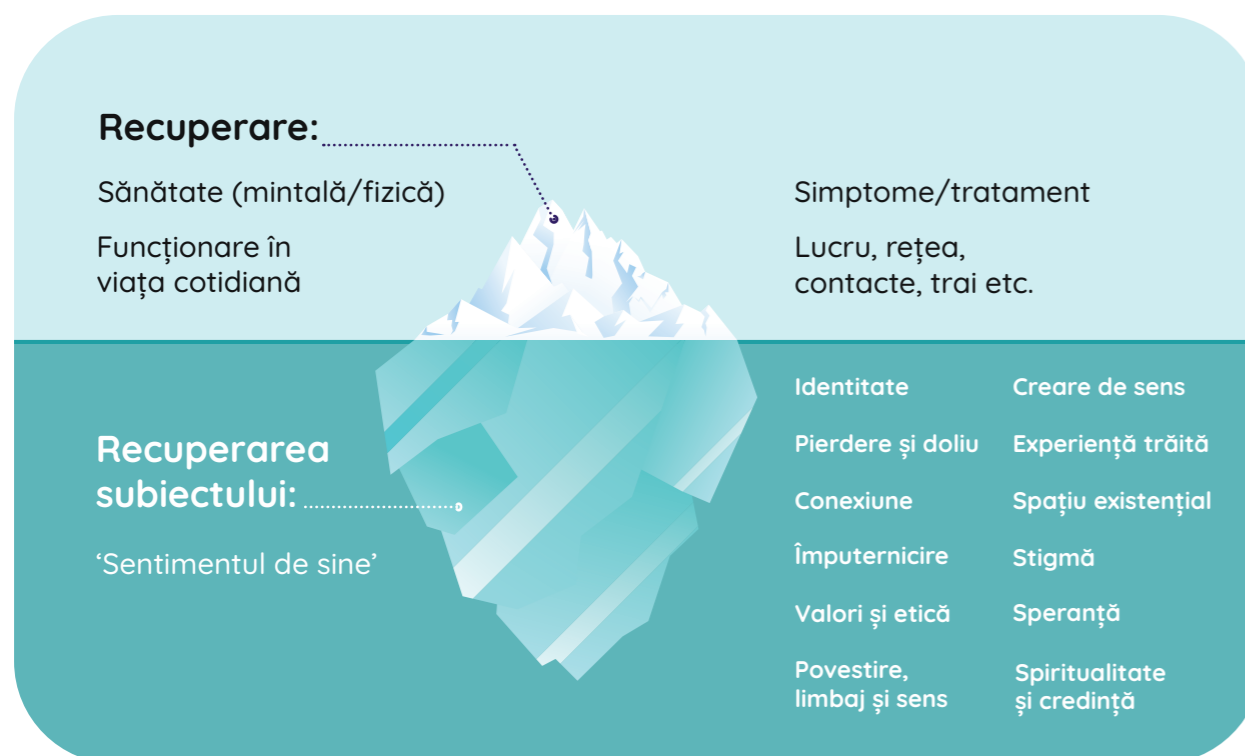 Recuperare:
Sănătate (mintală/fizică)
Funcționare în
viața cotidiană
Simptome/tratament
Lucru, rețea,
contacte, trai etc.
Recuperarea
subiectului:
‘Sentimentul de sine’
Identitate
Creare de sens
Pierdere și doliu
Experiență trăită
Conexiune
Spațiu existențial
Împuternicire
Stigmă
Valori și etică
Speranță
Povestire,
limbaj și sens
Spiritualitate
și credință